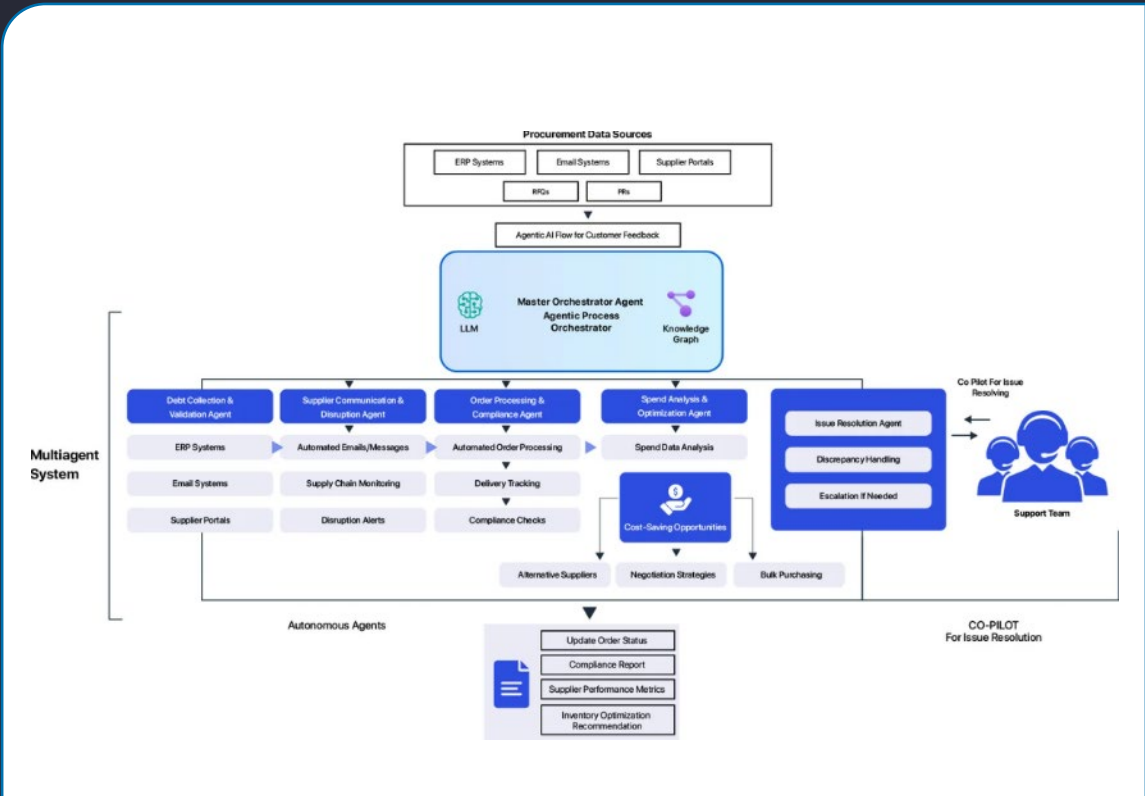 Procurement Data Sources
ERP Systems
Email Systems
Supplier Portals
RFQs
PRs
Agentic AI Flow for Customer Feedback
LLM
Master Orchestrator Agent
Agentic Process
Orchestrator
Knowledge
Graph
Multiagent
System
Debt Collection &
Validation Agent
Supplier Communication &
Disruption Agent
Order Processing &
Compliance Agent
Spend Analysis &
Optimization Agent
ERP Systems
Automated Emails/Messages
Automated Order Processing
Spend Data Analysis
Email Systems
Supply Chain Monitoring
Delivery Tracking
Supplier Portals
Disruption Alerts
Compliance Checks
Cost-Saving Opportunities
Alternative Suppliers
Negotiation Strategies
Bulk Purchasing
Issue Resolution Agent
Discrepancy Handling
Escalation If Needed
Co Pilot For Issue
Resolving
Support Team
Autonomous Agents
CO-PILOT
For Issue Resolution
Update Order Status
Compliance Report
Supplier Performance Metrics
Inventory Optimization
Recommendation